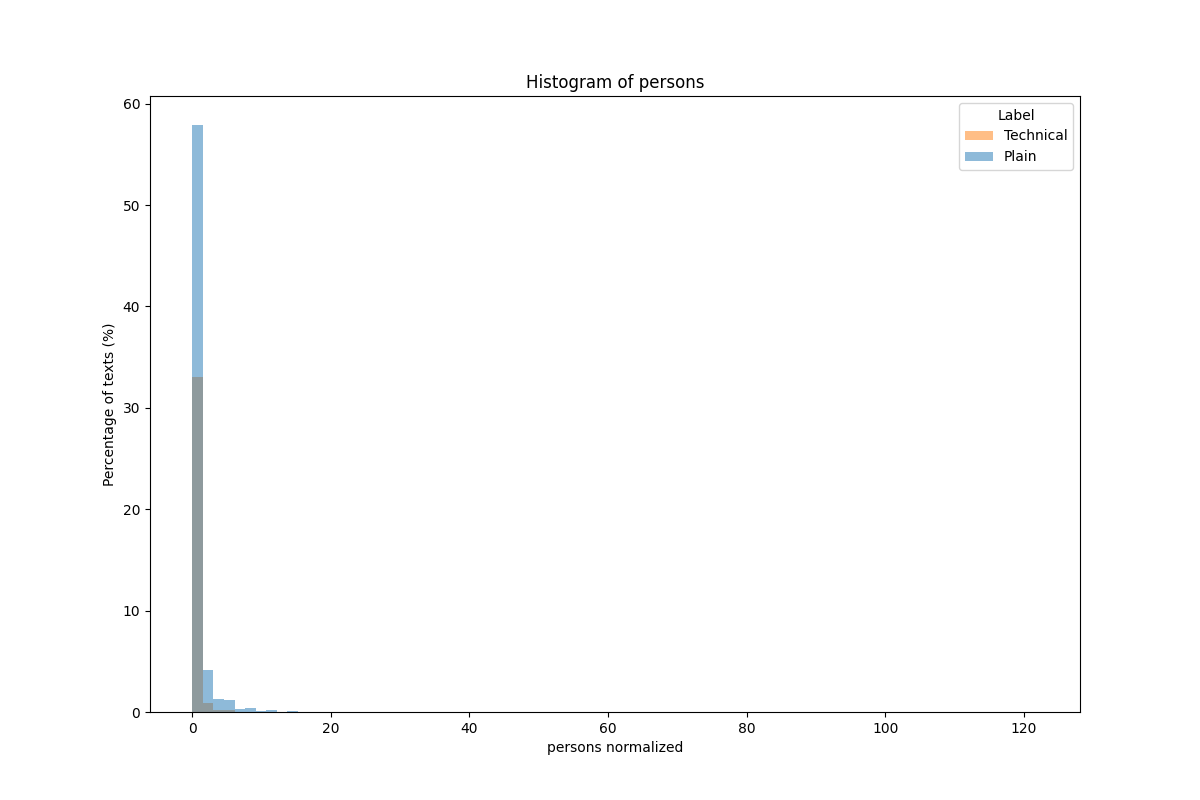 Histogram of persons
Label
Technical
Plain
Percentage of texts (%)
60
50
40
30
20
10
0
0 20 40 60 80 100 120
persons normalized